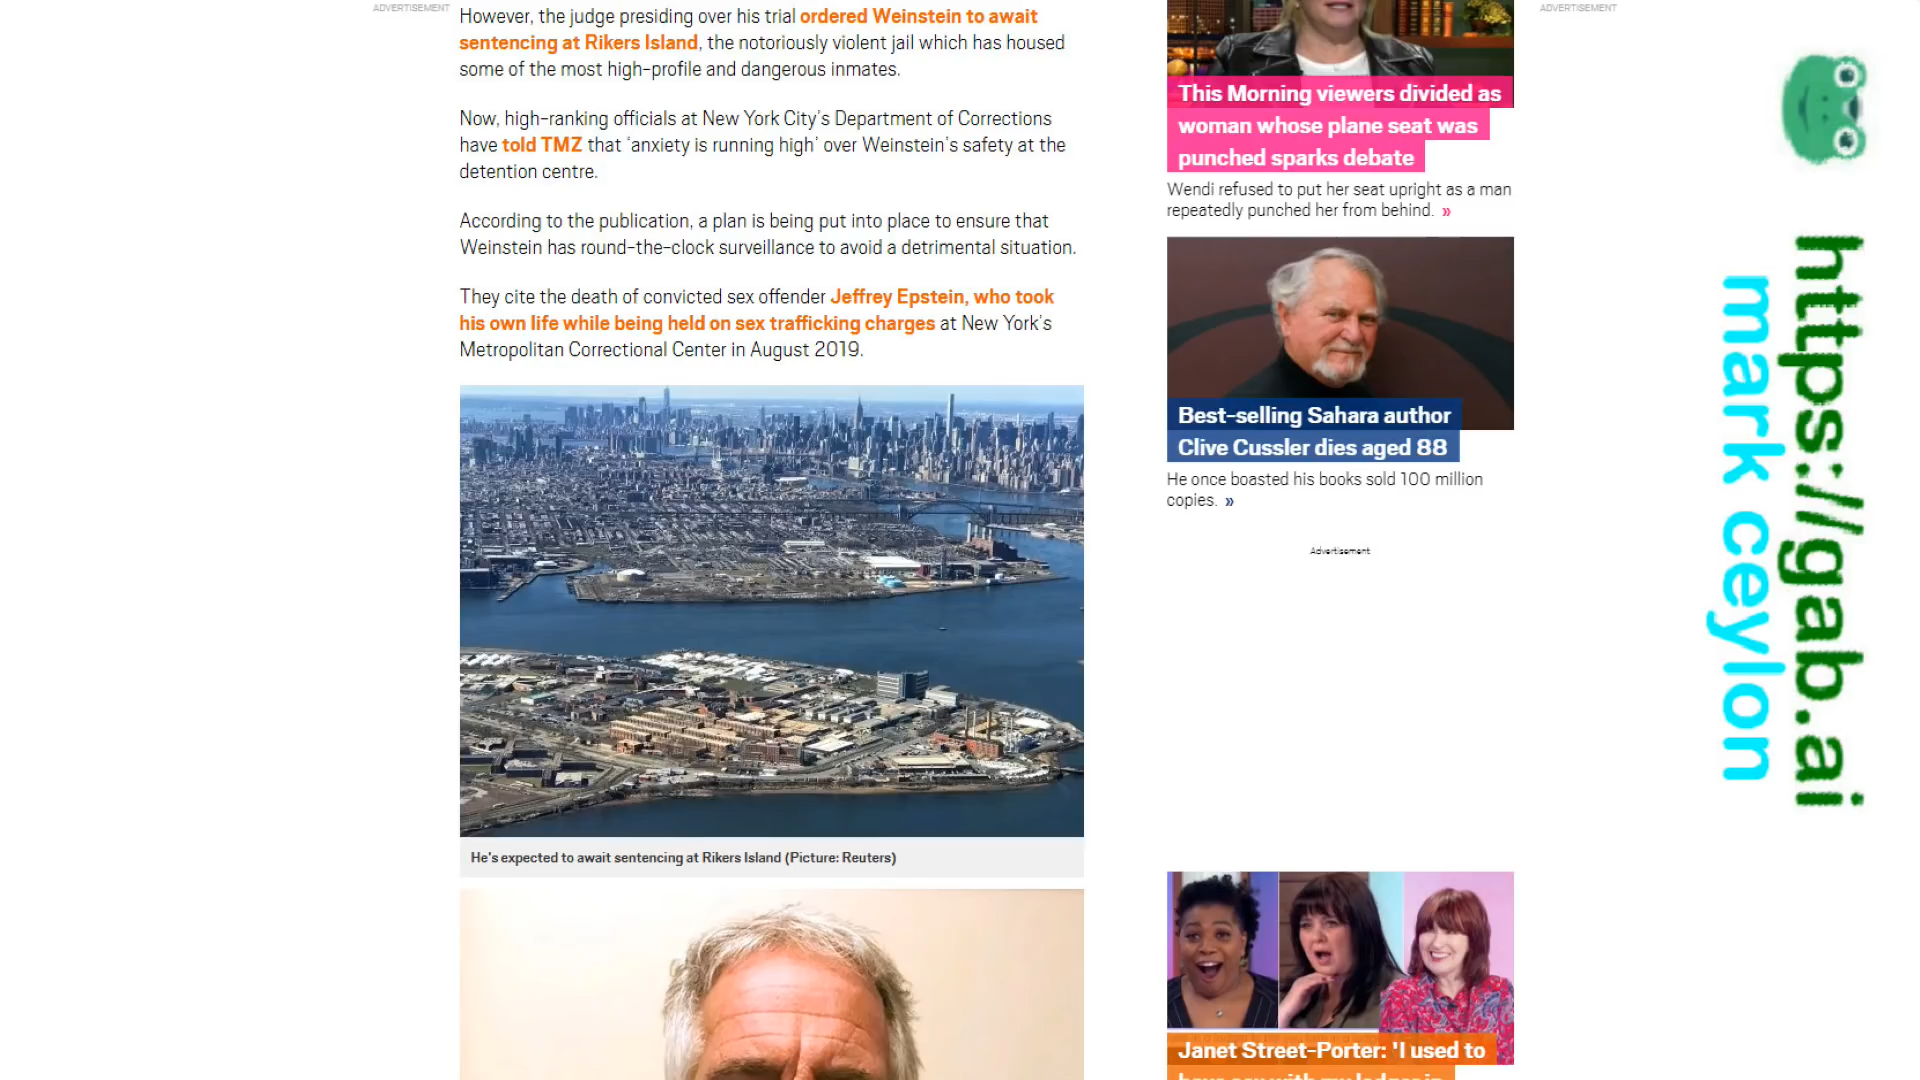 ADVERTISEMENT
However, the judge presiding over his trial ordered Weinstein to await
sentencing at Rikers Island, the notoriously violent jail which has housed
some of the most high-profile and dangerous inmates.
Now, high-ranking officials at New York City's Department of Corrections
have told TMZ that 'anxiety is running high' over Weinstein's safety at the
detention centre.
According to the publication, a plan is being put into place to ensure that
Weinstein has round-the-clock surveillance to avoid a detrimental situation.
They cite the death of convicted sex offender Jeffrey Epstein, who took
his own life while being held on sex trafficking charges at New York's
Metropolitan Correctional Center in August 2019.
He's expected to await sentencing at Rikers Island (Picture: Reuters)
This Morning viewers divided as
woman whose plane seat was
punched sparks debate
Wendi refused to put her seat upright as a man
repeatedly punched her from behind. »
Best-selling Sahara author
Clive Cussler dies aged 88
He once boasted his books sold 100 million
copies. »
Advertisement
Janet Street-Porter: 'I used to
ADVERTISEMENT
https://gab.ai
mark ceylon